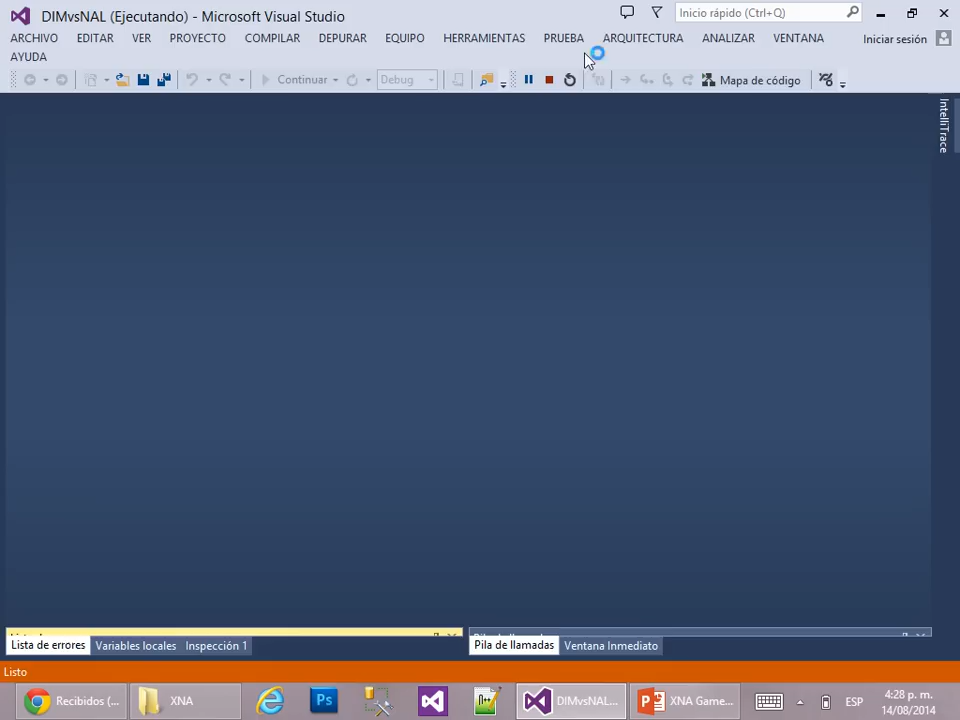 DIMvsNAL (Ejecutando) - Microsoft Visual Studio
Inicio rápido (Ctrl+Q)
ARCHIVO EDITAR VER PROYECTO COMPILAR DEPURAR EQUIPO HERRAMIENTAS PRUEBA ARQUITECTURA ANALIZAR VENTANA
Iniciar sesión
AYUDA
Continuar Debug Mapa de código
IntelliTrace
Lista de errores Variables locales Inspección 1
Pila de llamadas Ventana Inmediato
Listo
Recibidos (... XNA Ps DIMvsNAL... XNA Game... ESP
4:28 p. m.
14/08/2014